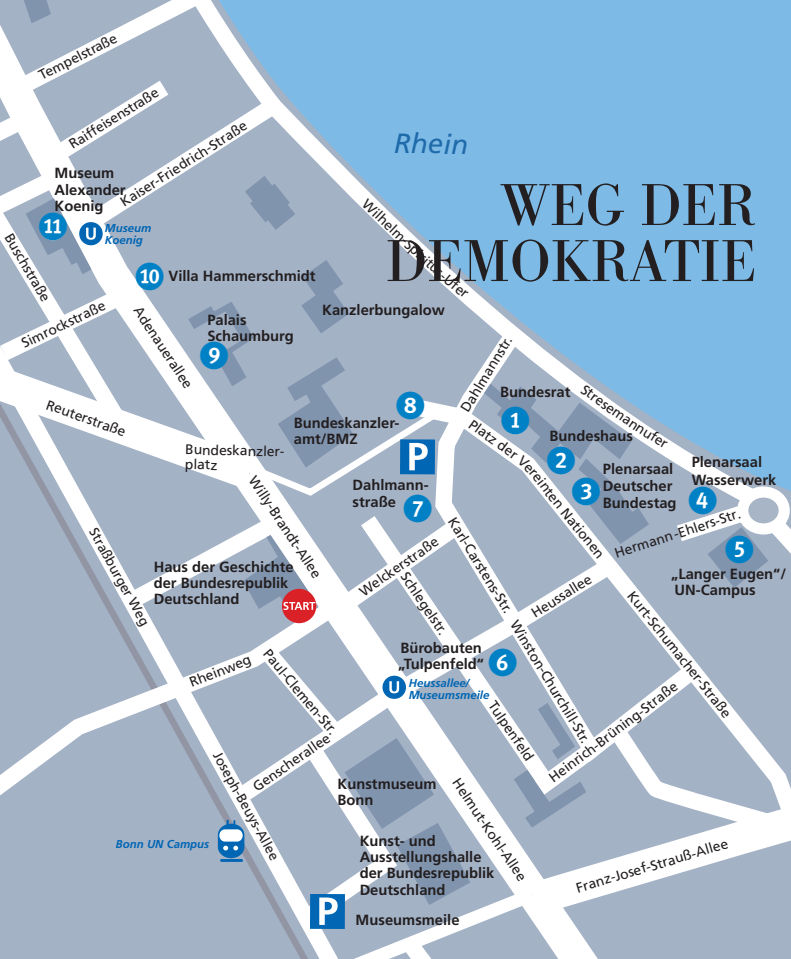 Tempelstraße
Raiffeisenstraße
Kaiser-Friedrich-Straße
Rhein
WEG DER
DEMOKRATIE
Museum
Alexander
Koenig
11
U
Museum
Koenig
Buschstraße
Wilhelm-Spiritus-Ufer
10
Villa Hammerschmidt
Simrockstraße
Adenauerallee
Palais
Schaumburg
9
Kanzlerbungalow
Dahlmannstr.
Stresemannufer
Reuterstraße
Bundeskanzler-
platz
Bundeskanzler-
amt/BMZ
8
Bundesrat
1
Bundeshaus
2
Platz der Vereinten Nationen
P
Dahlmann-
straße
7
3
Plenarsaal
Deutscher
Bundestag
Plenarsaal
Wasserwerk
4
Hermann-Ehlers-Str.
5
„Langer Eugen“/
UN-Campus
Willy-Brandt-Allee
Straßburger Weg
Haus der Geschichte
der Bundesrepublik
Deutschland
START
Welckerstraße
Schlegelstr.
Karl-Carstens-Str.
Heussallee
Kurt-Schumacher-Straße
Winston-Churchill-Str.
Bürobauten
„Tulpenfeld“
6
U
Heussallee/
Museumsmeile
Rheinweg
Paul-Clemen-Str.
Genscherallee
Tulpenfeld
Heinrich-Brüning-Straße
Joseph-Beuys-Allee
Kunstmuseum
Bonn
Helmut-Kohl-Allee
Bonn UN Campus
Kunst- und
Ausstellungshalle
der Bundesrepublik
Deutschland
Franz-Josef-Strauß-Allee
P
Museumsmeile